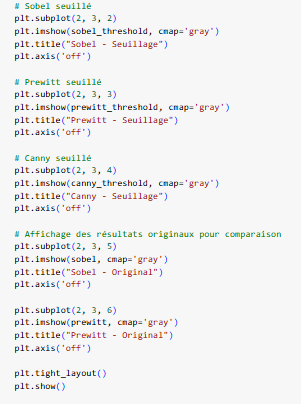 # Sobel seuillé
plt.subplot(2, 3, 2)
plt.imshow(sobel_threshold, cmap='gray')
plt.title("Sobel - Seuillage")
plt.axis('off')
# Prewitt seuillé
plt.subplot(2, 3, 3)
plt.imshow(prewitt_threshold, cmap='gray')
plt.title("Prewitt - Seuillage")
plt.axis('off')
# Canny seuillé
plt.subplot(2, 3, 4)
plt.imshow(canny_threshold, cmap='gray')
plt.title("Canny - Seuillage")
plt.axis('off')
# Affichage des résultats originaux pour comparaison
plt.subplot(2, 3, 5)
plt.imshow(sobel, cmap='gray')
plt.title("Sobel - Original")
plt.axis('off')
plt.subplot(2, 3, 6)
plt.imshow(prewitt, cmap='gray')
plt.title("Prewitt - Original")
plt.axis('off')
plt.tight_layout()
plt.show()